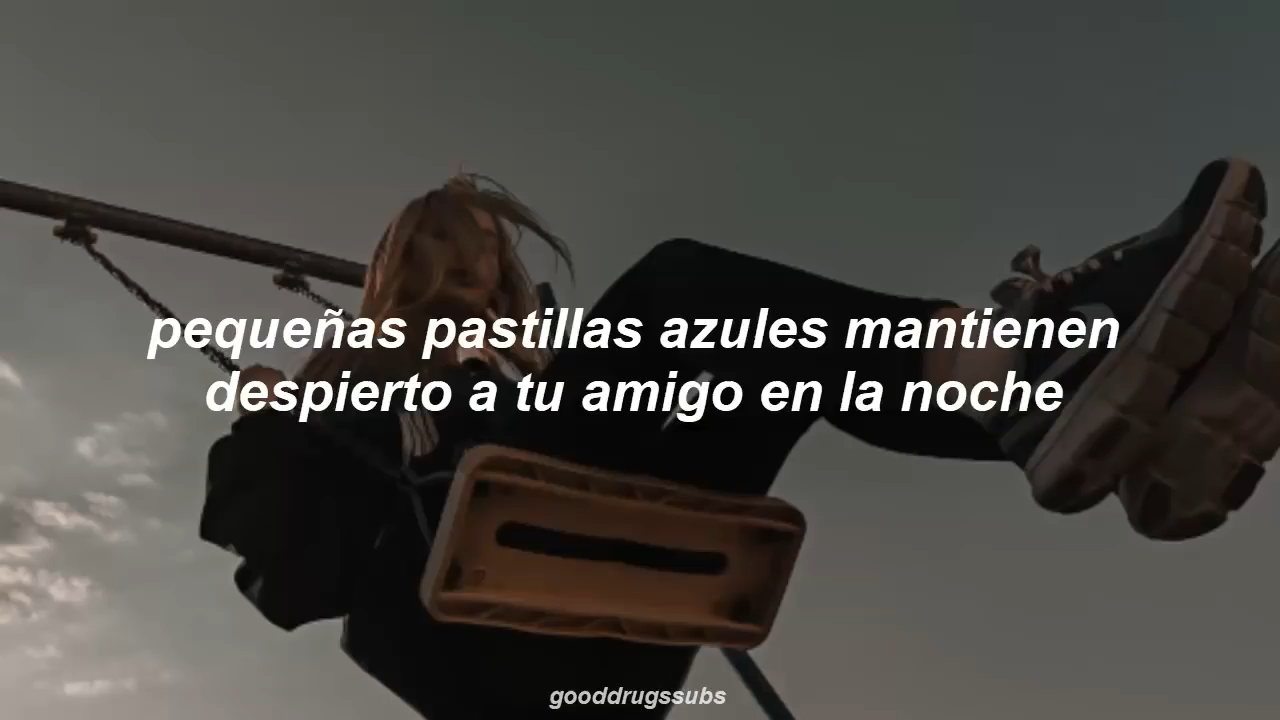 pequeñas pastillas azules mantienen
despierto a tu amigo en la noche
gooddrugssubs